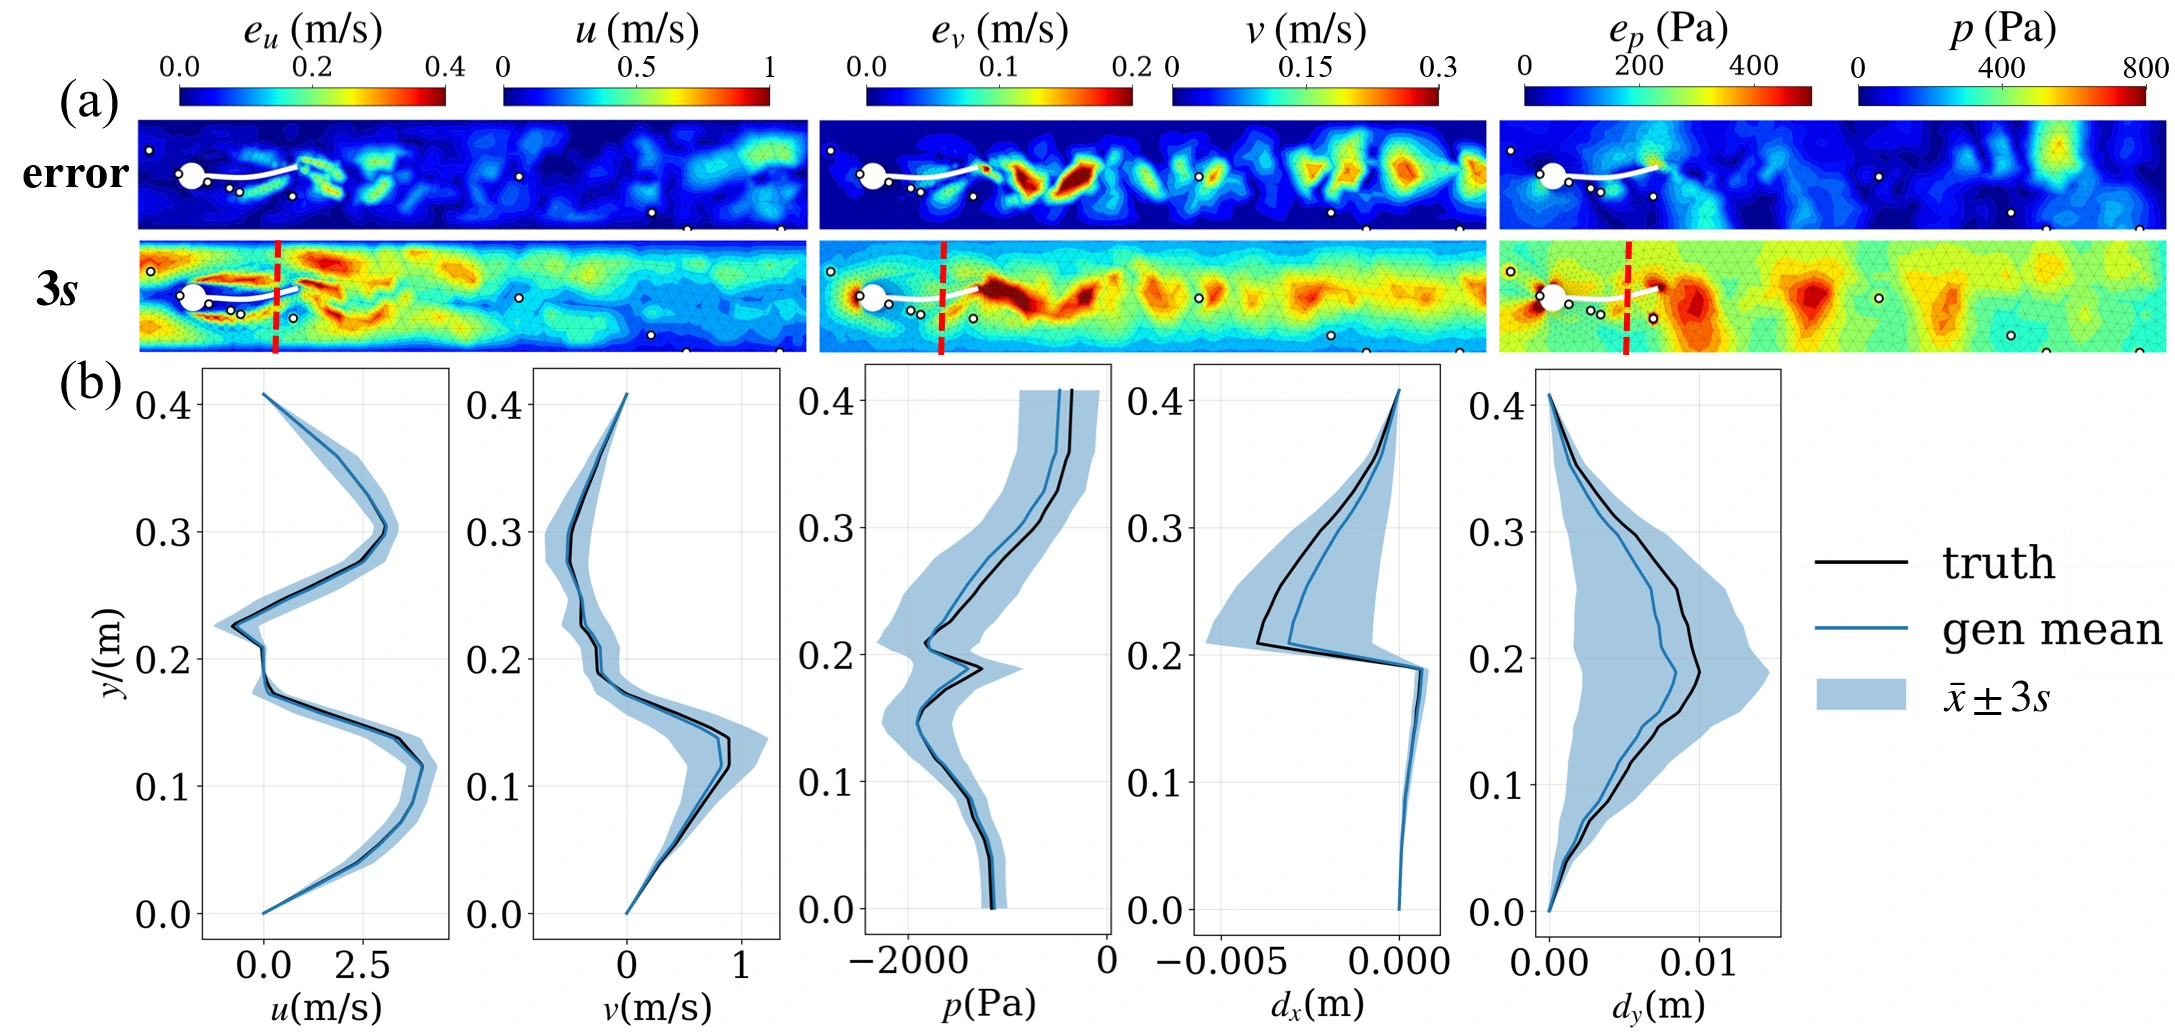 e_u (m/s) u (m/s) e_v (m/s) v (m/s) e_p (Pa) p (Pa)
0.0 0.2 0.4 0 0.5 1 0.0 0.1 0.2 0 0.15 0.3 0 200 400 0 400 800
(a)
error
3s
(b)
0.4 0.4 0.4 0.4 0.4
0.3 0.3 0.3 0.3 0.3
0.2 0.2 0.2 0.2 0.2
0.1 0.1 0.1 0.1 0.1
0.0 0.0 0.0 0.0 0.0
y/(m)
0.0 2.5 0 1 −2000 0 −0.005 0.000 0.00 0.01
u(m/s) v(m/s) p(Pa) d_x(m) d_y(m)
truth
gen mean
x̄ ± 3s